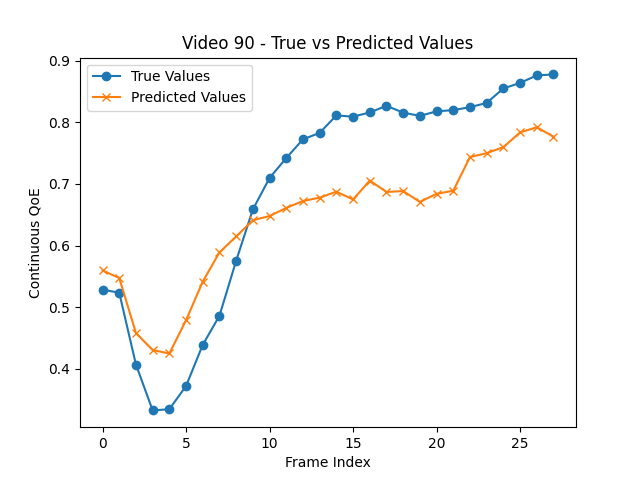 Video 90 - True vs Predicted Values
True Values
Predicted Values
0.9
0.8
0.7
0.6
0.5
0.4
Continuous QoE
0
5
10
15
20
25
Frame Index